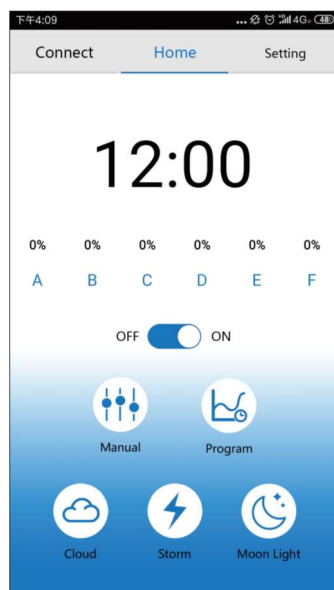 下午4:09 ... 4G 48
Connect Home Setting
12:00
0% 0% 0% 0% 0% 0%
A B C D E F
OFF ON
Manual Program
Cloud Storm Moon Light